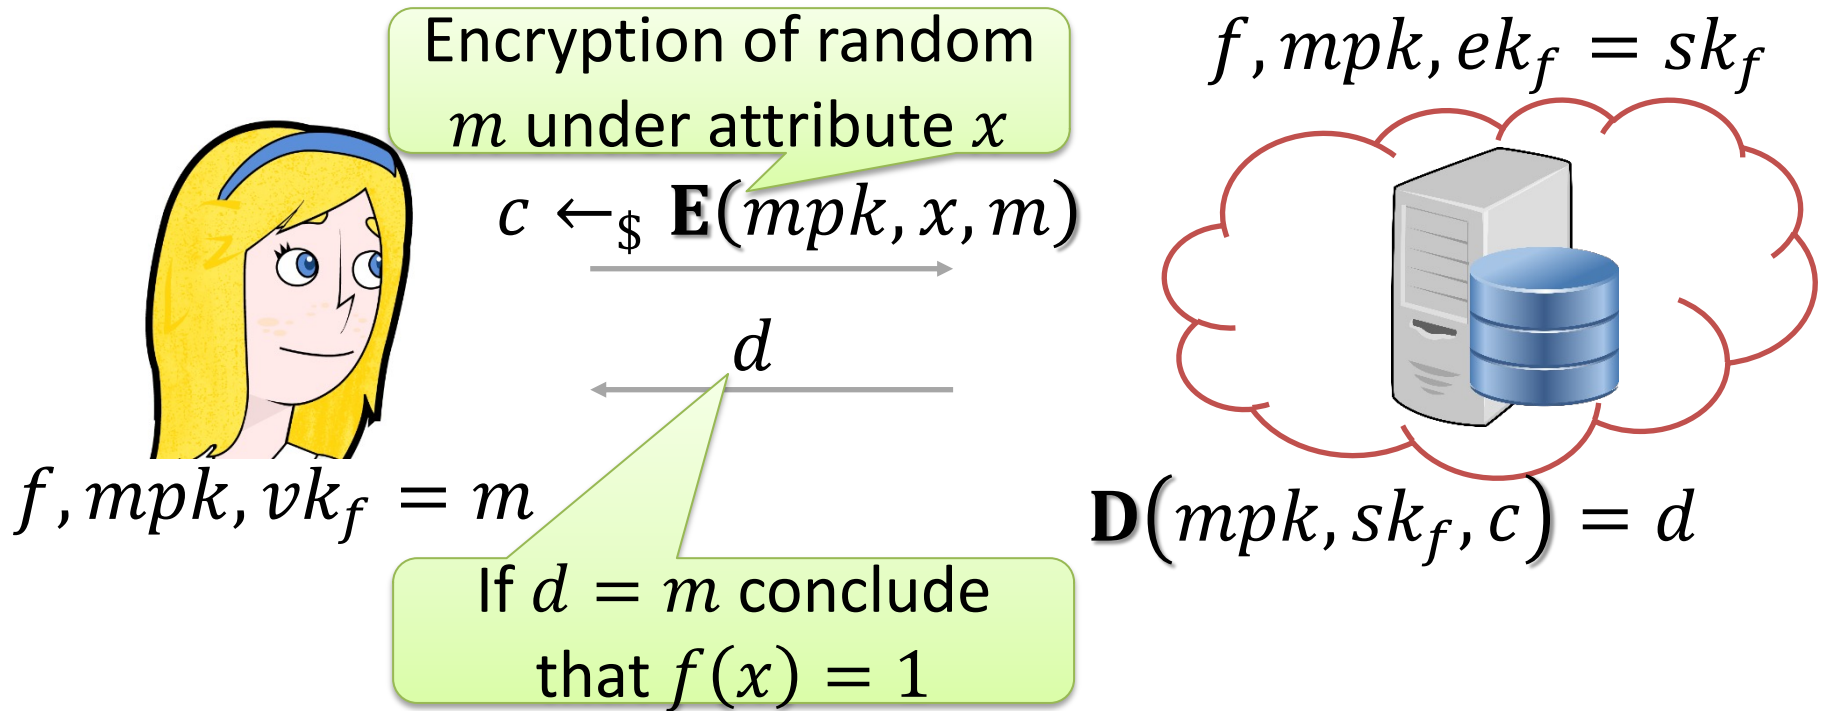 Encryption of random
m under attribute x
f, mpk, ek_f = sk_f
c ←_$ E(mpk, x, m)
d
f, mpk, vk_f = m
D(mpk, sk_f, c) = d
If d = m conclude
that f(x) = 1